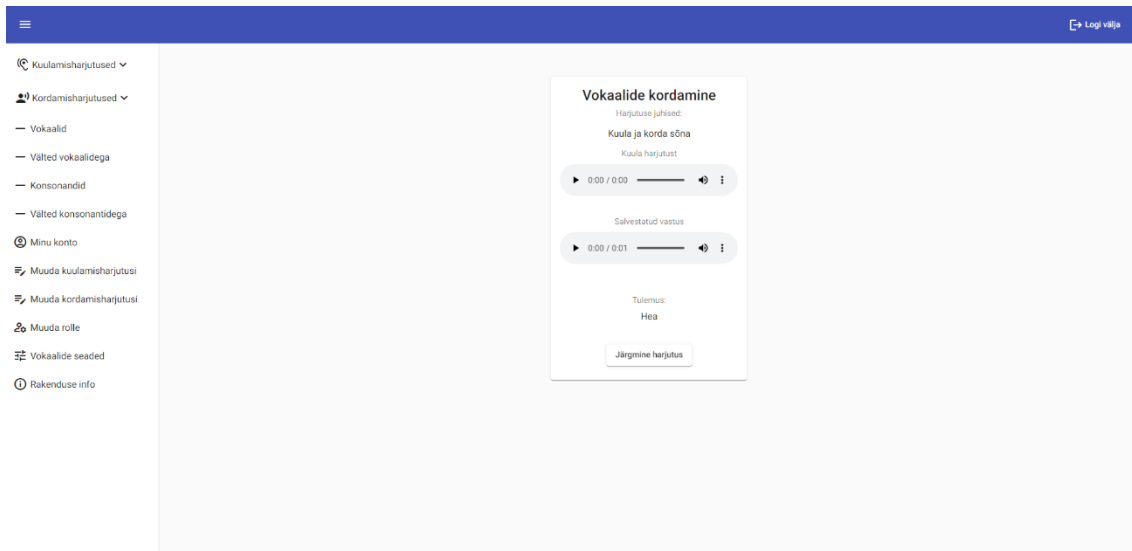 Logi välja
Kuulamisharjutused
Kordamisharjutused
Vokaalid
Välted vokaalidega
Konsonandid
Välted konsonantidega
Minu konto
Muuda kuulamisharjutusi
Muuda kordamisharjutusi
Muuda rolle
Vokaalide seaded
Rakenduse info
Vokaalide kordamine
Harjutuse juhised:
Kuula ja korda sõna
Kuula harjutust
0:00 / 0:00
Salvestatud vastus
0:00 / 0:01
Tulemus:
Hea
Järgmine harjutus